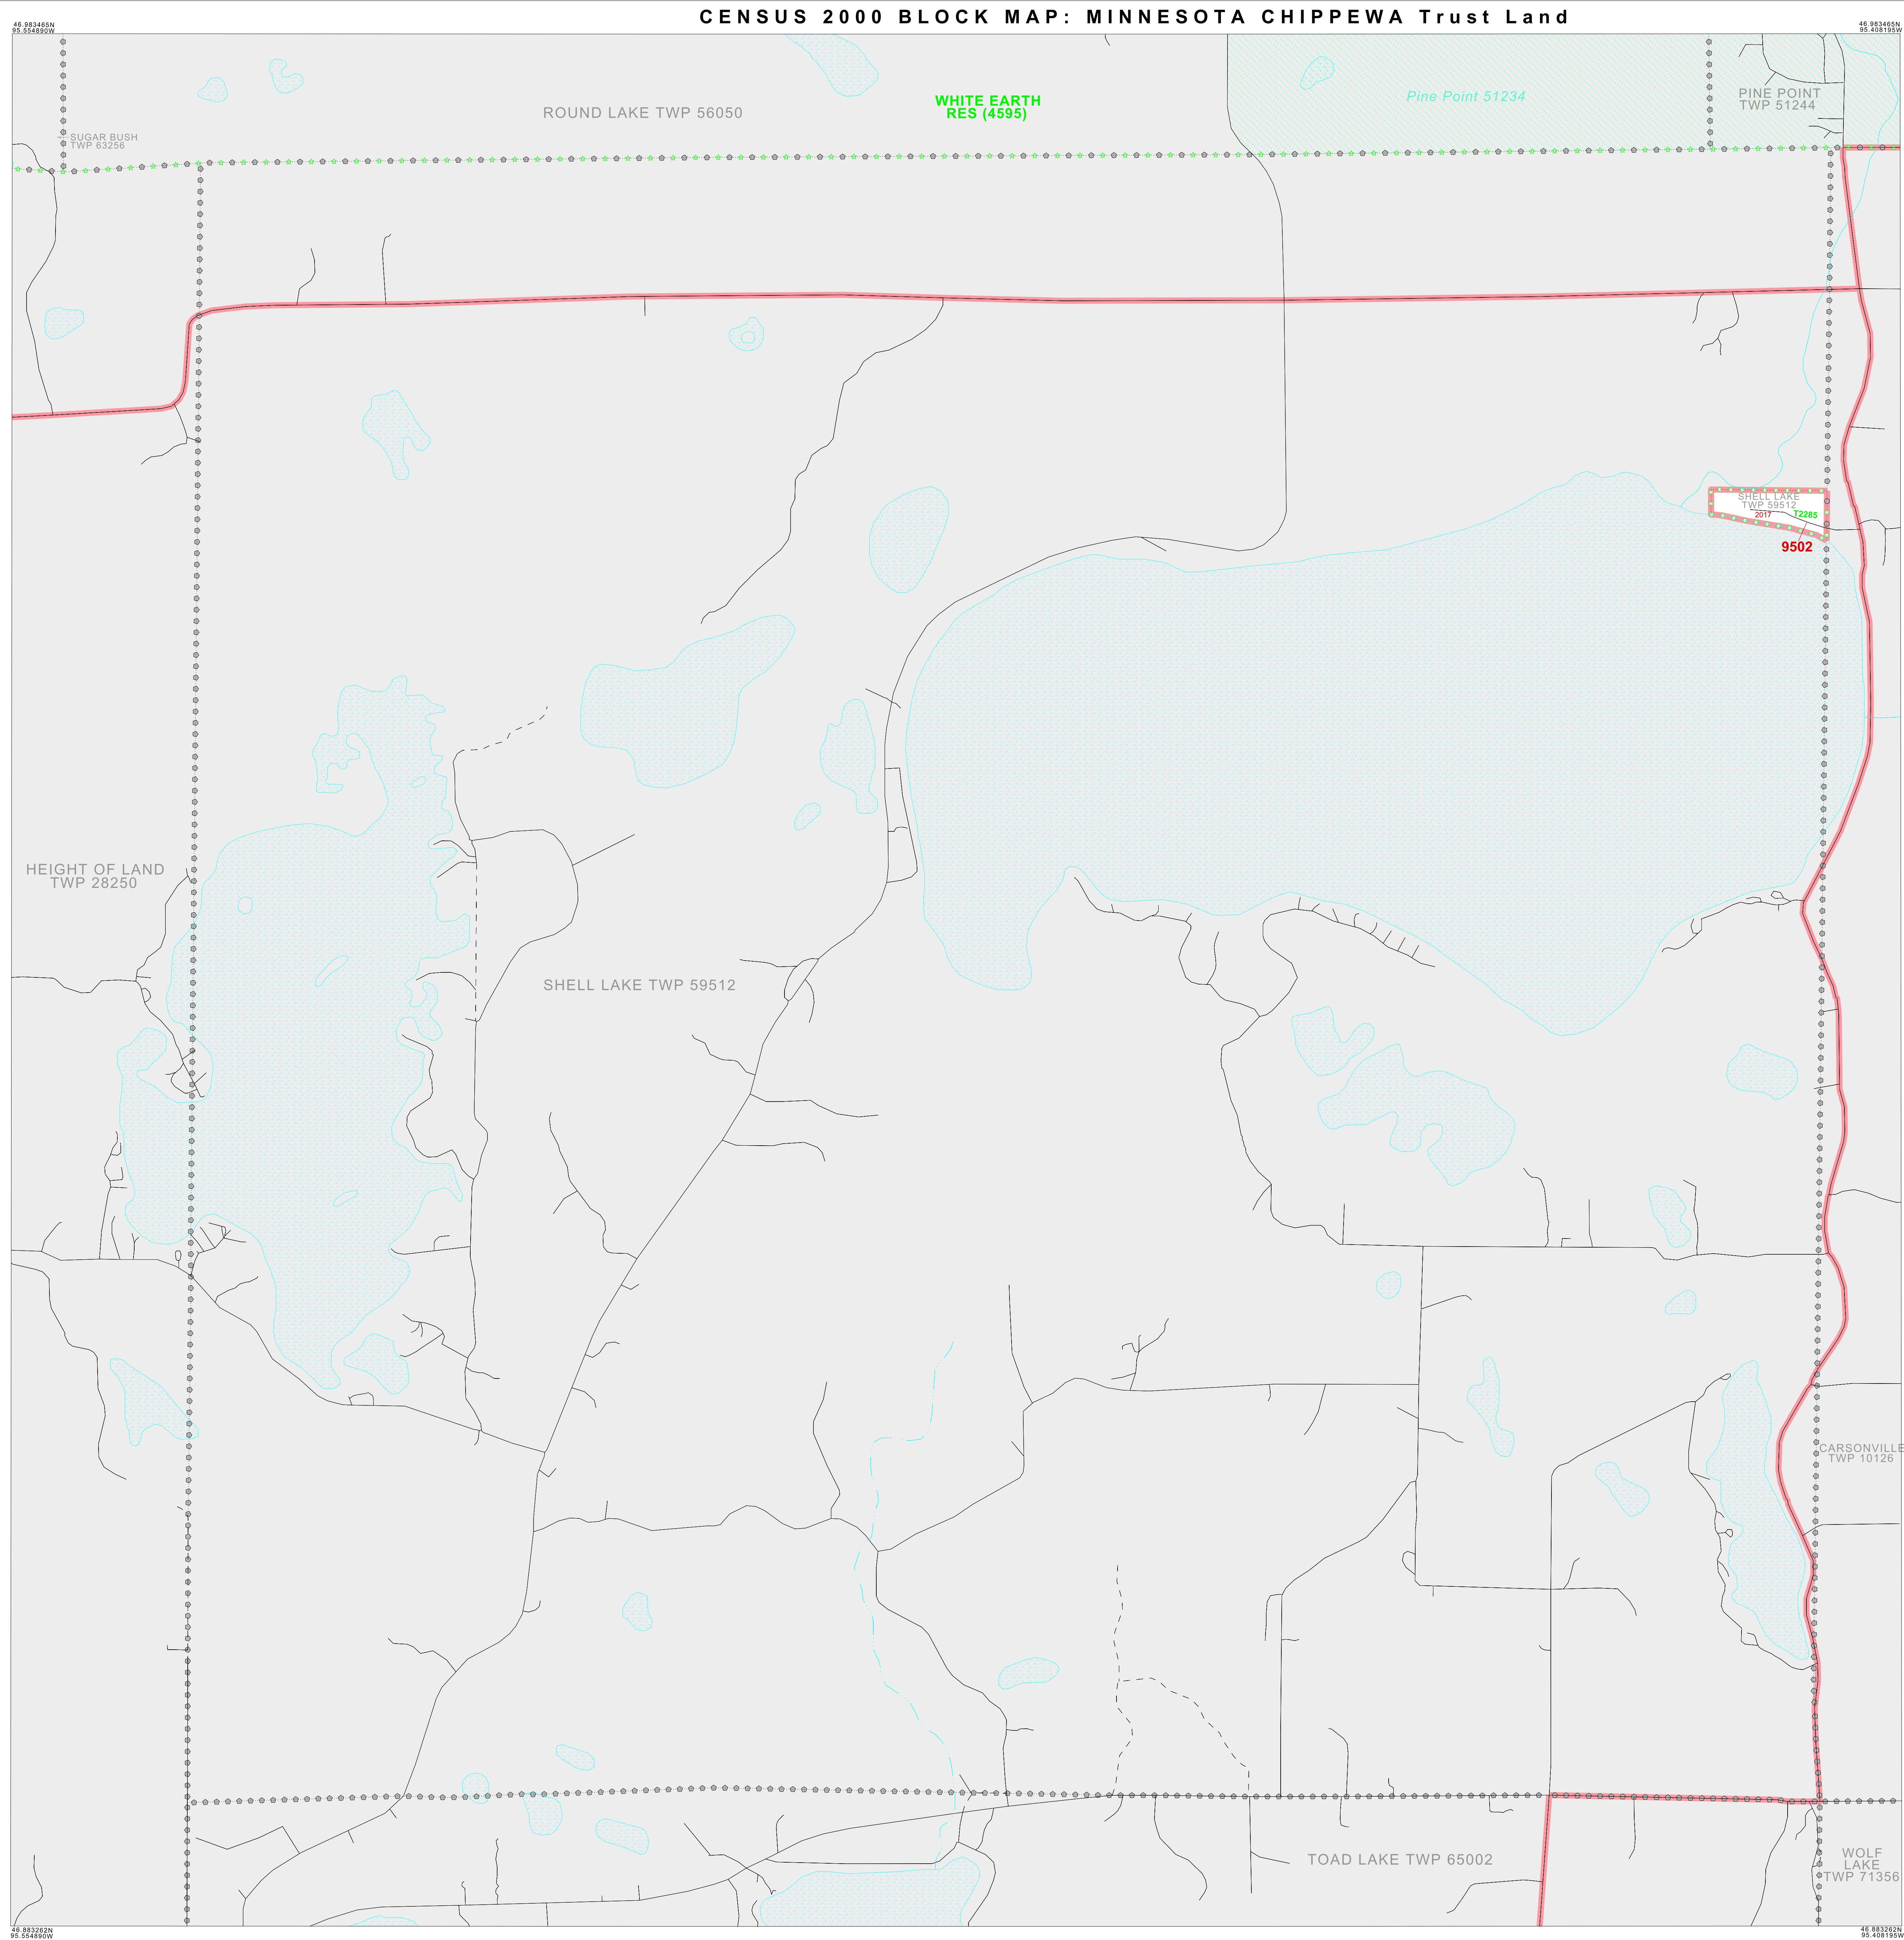 CENSUS 2000 BLOCK MAP: MINNESOTA CHIPPEWA Trust Land
46.983465N
95.554890W
46.983465N
95.408195W
WHITE EARTH
RES (4595)
ROUND LAKE TWP 56050
Pine Point 51234
PINE POINT
TWP 51244
SUGAR BUSH
TWP 63256
SHELL LAKE
TWP 59512
2017
T2285
9502
HEIGHT OF LAND
TWP 28250
SHELL LAKE TWP 59512
CARSONVILLE
TWP 10126
TOAD LAKE TWP 65002
WOLF
LAKE
TWP 71356
46.883262N
95.554890W
46.883262N
95.408195W